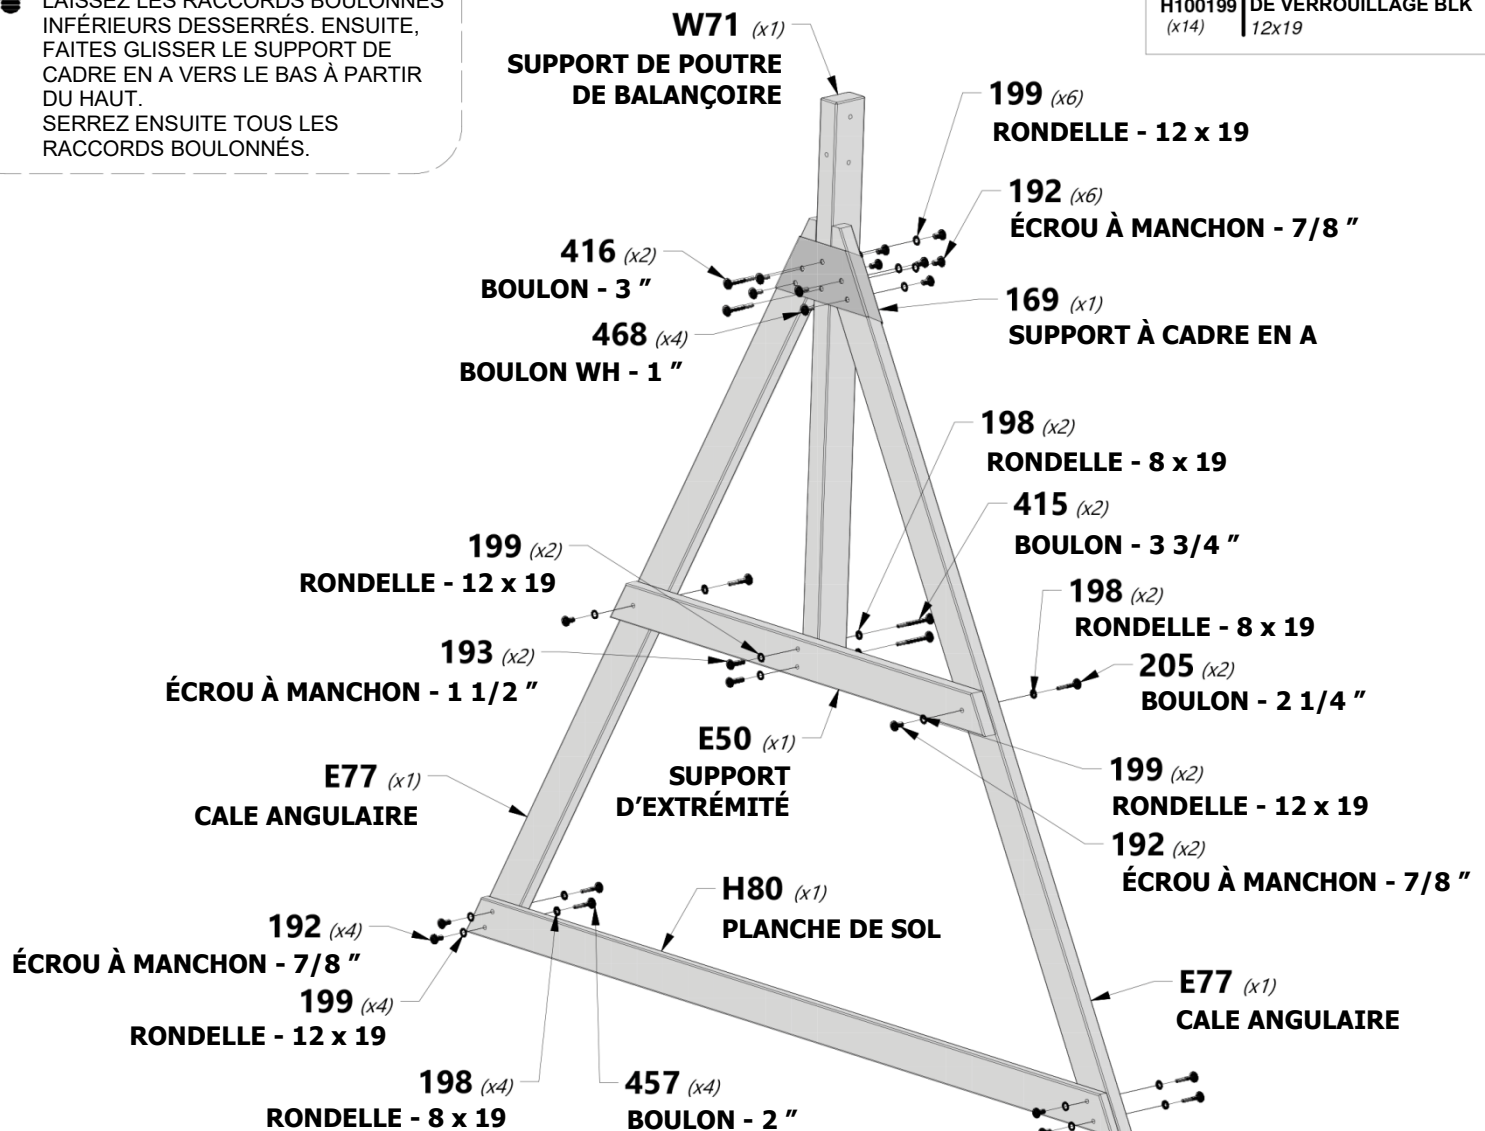 LAISSEZ LES RACCORDS BOULONNÉS
INFÉRIEURS DESSERRÉS. ENSUITE,
FAITES GLISSER LE SUPPORT DE
CADRE EN A VERS LE BAS À PARTIR
DU HAUT.
SERREZ ENSUITE TOUS LES
RACCORDS BOULONNÉS.
H100199 DE VERROUILLAGE BLK
(x14) 12x19
W71 (x1)
SUPPORT DE POUTRE
DE BALANÇOIRE
199 (x6)
RONDELLE - 12 x 19
192 (x6)
ÉCROU À MANCHON - 7/8 ”
416 (x2)
BOULON - 3 ”
169 (x1)
SUPPORT À CADRE EN A
468 (x4)
BOULON WH - 1 ”
198 (x2)
RONDELLE - 8 x 19
415 (x2)
BOULON - 3 3/4 ”
199 (x2)
RONDELLE - 12 x 19
198 (x2)
RONDELLE - 8 x 19
193 (x2)
ÉCROU À MANCHON - 1 1/2 ”
205 (x2)
BOULON - 2 1/4 ”
E50 (x1)
SUPPORT
D’EXTRÉMITÉ
E77 (x1)
CALE ANGULAIRE
199 (x2)
RONDELLE - 12 x 19
192 (x2)
ÉCROU À MANCHON - 7/8 ”
H80 (x1)
PLANCHE DE SOL
192 (x4)
ÉCROU À MANCHON - 7/8 ”
199 (x4)
RONDELLE - 12 x 19
E77 (x1)
CALE ANGULAIRE
198 (x4)
RONDELLE - 8 x 19
457 (x4)
BOULON - 2 ”